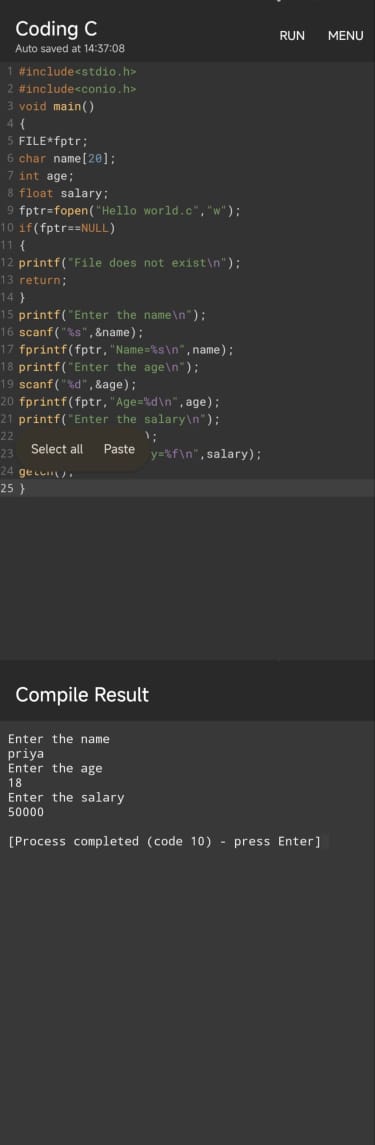 Coding C
RUN MENU
Auto saved at 14:37:08
1 #include<stdio.h>
2 #include<conio.h>
3 void main()
4 {
5 FILE*fptr;
6 char name[20];
7 int age;
8 float salary;
9 fptr=fopen("Hello world.c","w");
10 if(fptr==NULL)
11 {
12 printf("File does not exist\n");
13 return;
14 }
15 printf("Enter the name\n");
16 scanf("%s",&name);
17 fprintf(fptr,"Name=%s\n",name);
18 printf("Enter the age\n");
19 scanf("%d",&age);
20 fprintf(fptr,"Age=%d\n",age);
21 printf("Enter the salary\n");
22 );
Select all Paste
23 y=%f\n",salary);
24 getch();
25 }
Compile Result
Enter the name
priya
Enter the age
18
Enter the salary
50000
[Process completed (code 10) - press Enter]